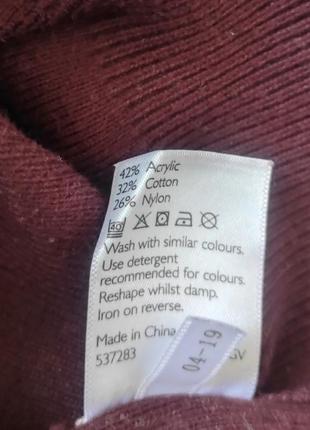 42% Acrylic
32% Cotton
26% Nylon
40
Wash with similar colours.
Use detergent
recommended for colours.
Reshape whilst damp.
Iron on reverse.
Made in China
537283
GV
04-19